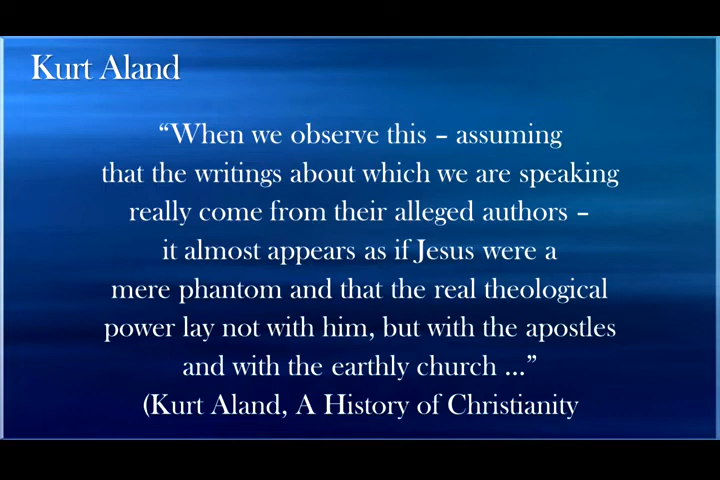 Kurt Aland
“When we observe this – assuming
that the writings about which we are speaking
really come from their alleged authors –
it almost appears as if Jesus were a
mere phantom and that the real theological
power lay not with him, but with the apostles
and with the earthly church ...”
(Kurt Aland, A History of Christianity